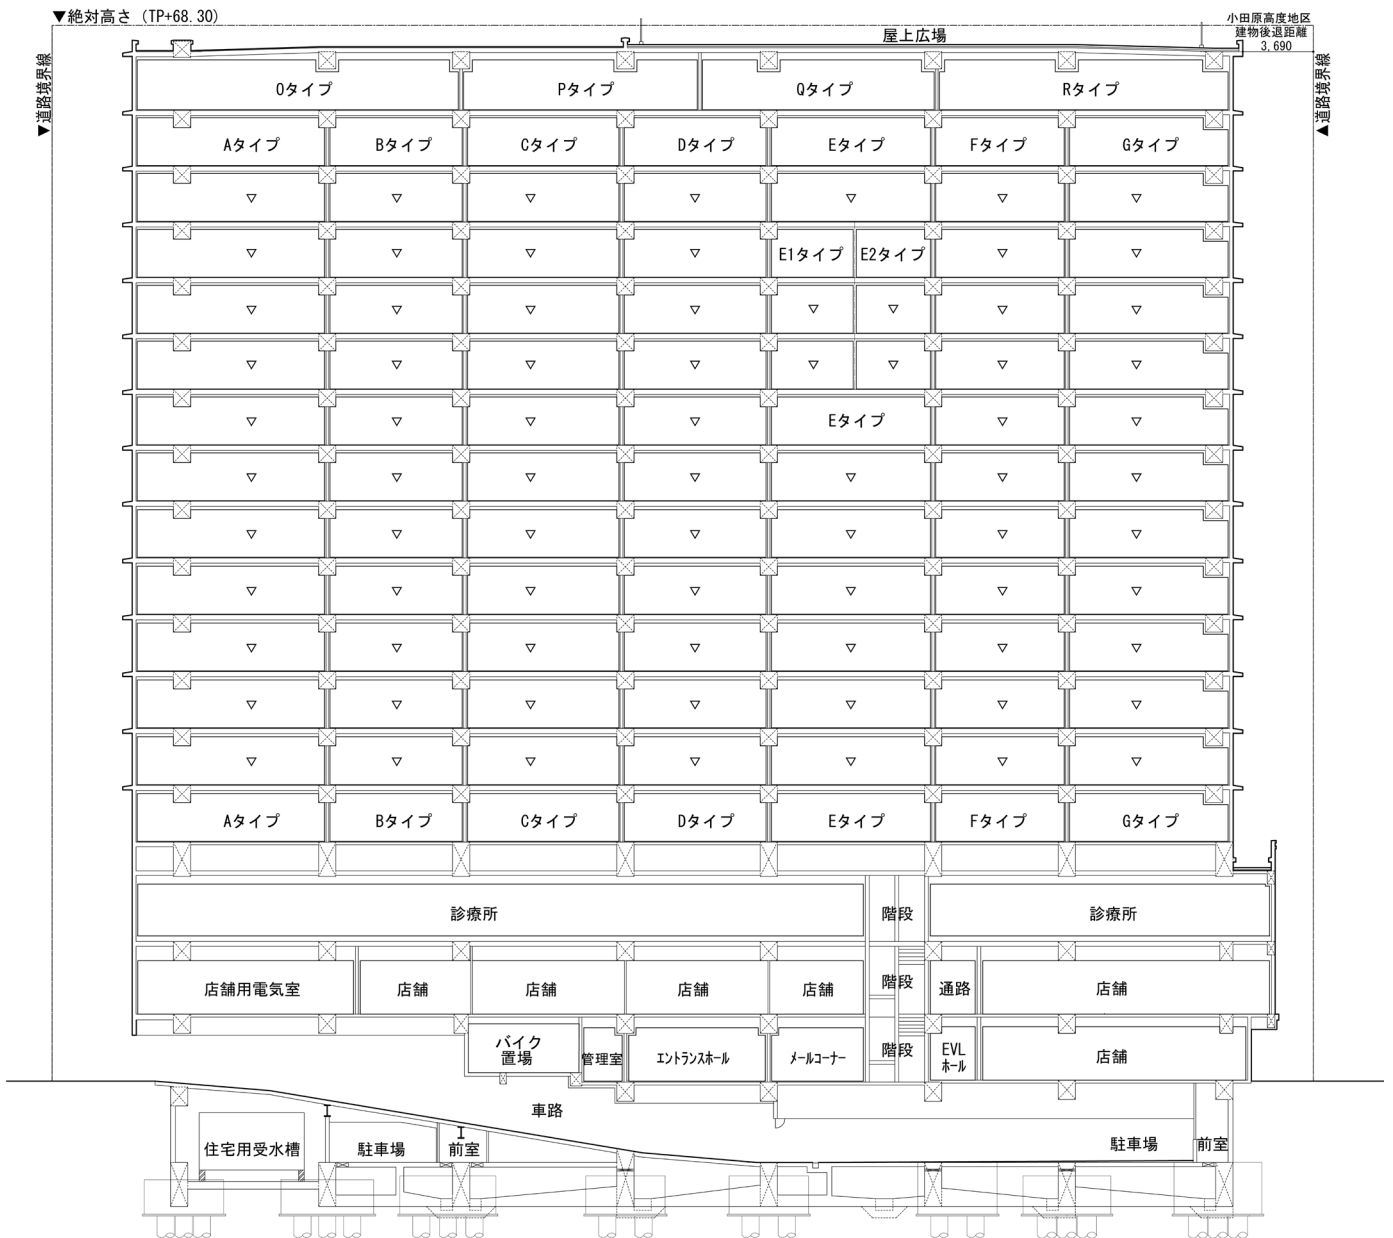 ▼絶対高さ (TP+68.30)
小田原高度地区
建物後退距離
3,690
▼道路境界線
▲道路境界線
屋上広場
Oタイプ Pタイプ Qタイプ Rタイプ
Aタイプ Bタイプ Cタイプ Dタイプ Eタイプ Fタイプ Gタイプ
E1タイプ E2タイプ
Eタイプ
Aタイプ Bタイプ Cタイプ Dタイプ Eタイプ Fタイプ Gタイプ
診療所 階段 診療所
店舗用電気室 店舗 店舗 店舗 店舗 階段 通路 店舗
バイク
置場
管理室 エントランスホール メールコーナー 階段
EVL
ホール
店舗
車路
住宅用受水槽 駐車場 前室 駐車場 前室